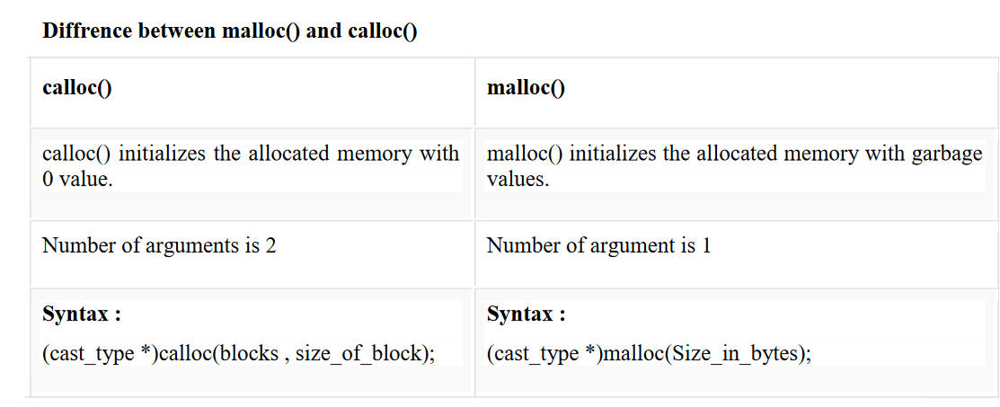 Diffrence between malloc() and calloc()
calloc()
malloc()
calloc() initializes the allocated memory with
0 value.
malloc() initializes the allocated memory with garbage
values.
Number of arguments is 2
Number of argument is 1
Syntax :
(cast_type *)calloc(blocks , size_of_block);
Syntax :
(cast_type *)malloc(Size_in_bytes);